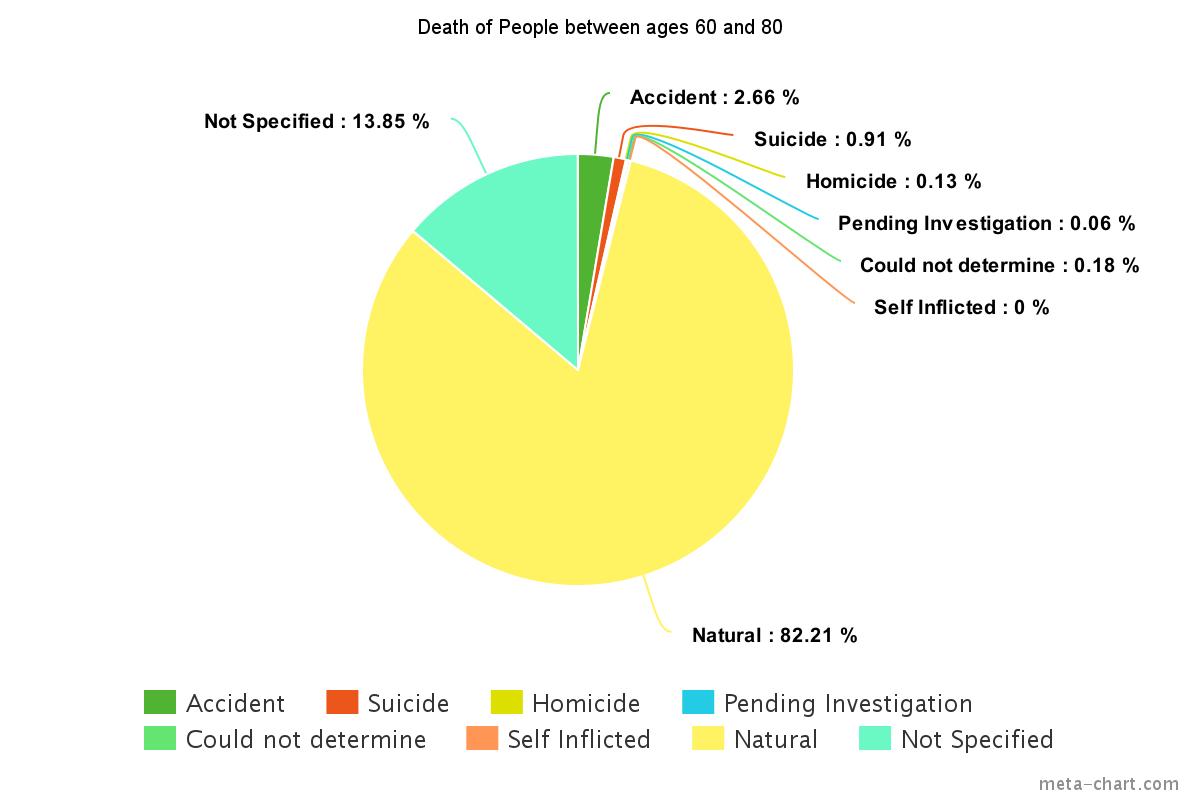 Death of People between ages 60 and 80
Accident : 2.66 %
Not Specified : 13.85 %
Suicide : 0.91 %
Homicide : 0.13 %
Pending Investigation : 0.06 %
Could not determine : 0.18 %
Self Inflicted : 0 %
Natural : 82.21 %
Accident Suicide Homicide Pending Investigation
Could not determine Self Inflicted Natural Not Specified
meta-chart.com